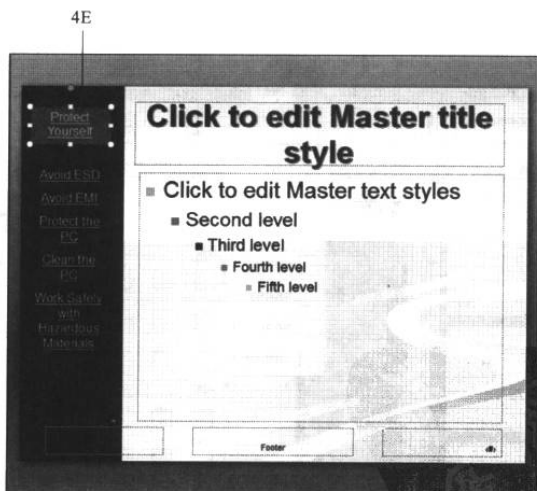 4E
Protect
Yourself
Avoid ESD
Avoid EMI
Protect the
PC
Clean the
PC
Work Safely
with
Hazardous
Materials
Click to edit Master title
style
Click to edit Master text styles
Second level
Third level
Fourth level
Fifth level
Footer
‹#›